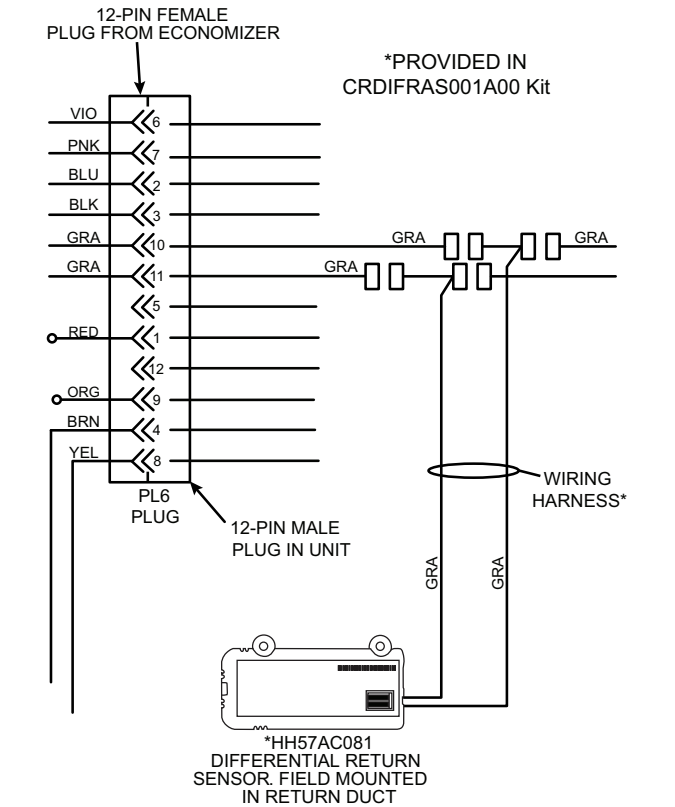 12-PIN FEMALE
PLUG FROM ECONOMIZER
*PROVIDED IN
CRDIFRAS001A00 Kit
VIO
6
PNK
7
BLU
2
BLK
3
GRA
10
GRA
GRA
GRA
11
GRA
5
RED
1
12
ORG
9
BRN
4
YEL
8
PL6
PLUG
12-PIN MALE
PLUG IN UNIT
WIRING
HARNESS*
GRA
GRA
*HH57AC081
DIFFERENTIAL RETURN
SENSOR. FIELD MOUNTED
IN RETURN DUCT